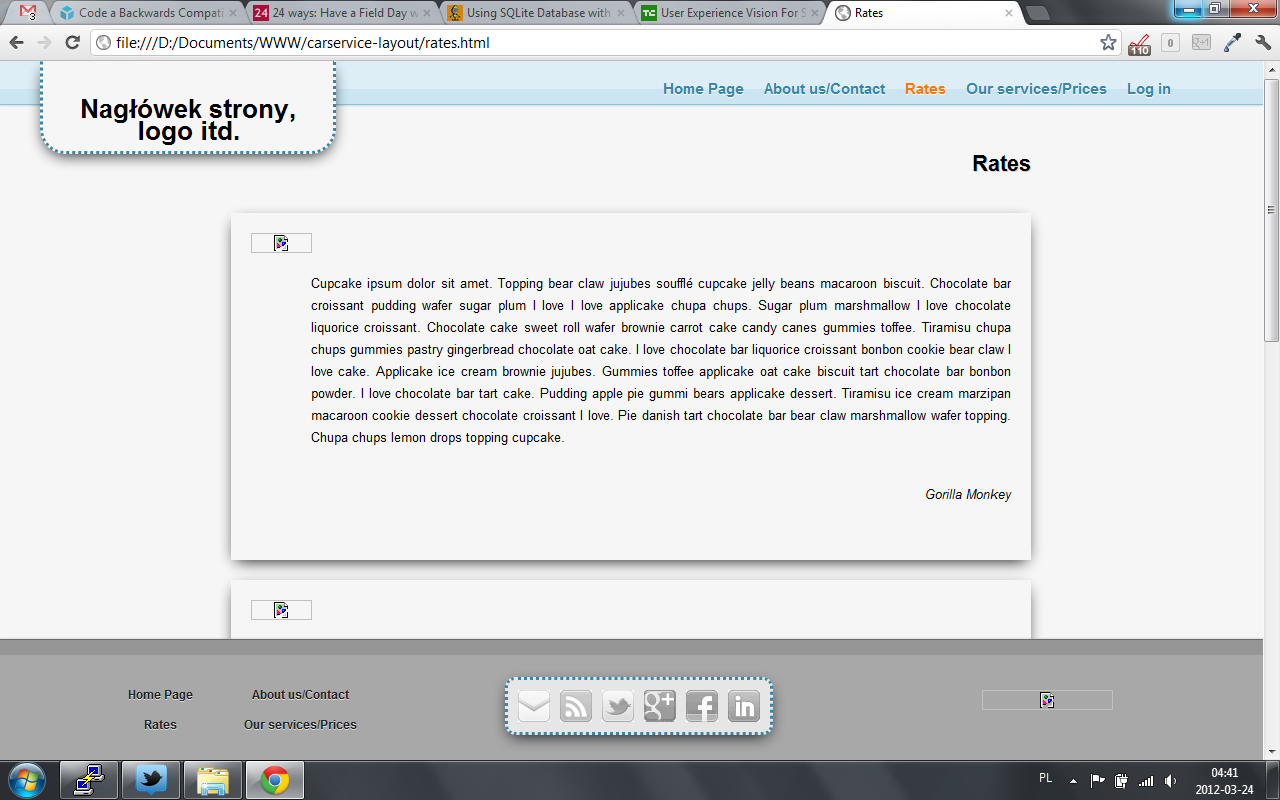 3
Code a Backwards Compati
24
24 ways: Have a Field Day w
Using SQLite Database with
TC
User Experience Vision For S
Rates
file:///D:/Documents/WWW/carservice-layout/rates.html
110
0
Nagłówek strony,
logo itd.
Home Page
About us/Contact
Rates
Our services/Prices
Log in
Rates
Cupcake ipsum dolor sit amet. Topping bear claw jujubes soufflé cupcake jelly beans macaroon biscuit. Chocolate bar
croissant pudding wafer sugar plum I love I love applicake chupa chups. Sugar plum marshmallow I love chocolate
liquorice croissant. Chocolate cake sweet roll wafer brownie carrot cake candy canes gummies toffee. Tiramisu chupa
chups gummies pastry gingerbread chocolate oat cake. I love chocolate bar liquorice croissant bonbon cookie bear claw I
love cake. Applicake ice cream brownie jujubes. Gummies toffee applicake oat cake biscuit tart chocolate bar bonbon
powder. I love chocolate bar tart cake. Pudding apple pie gummi bears applicake dessert. Tiramisu ice cream marzipan
macaroon cookie dessert chocolate croissant I love. Pie danish tart chocolate bar bear claw marshmallow wafer topping.
Chupa chups lemon drops topping cupcake.
Gorilla Monkey
Home Page
About us/Contact
Rates
Our services/Prices
g+
f
in
PL
04:41
2012-03-24